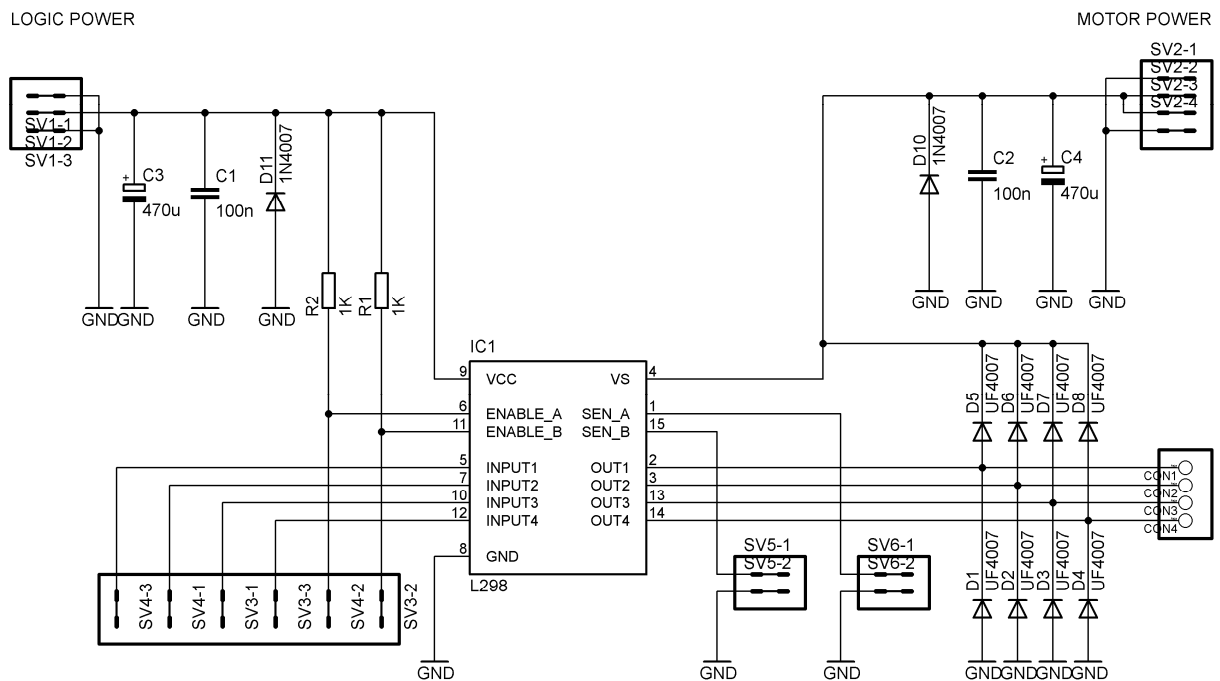 LOGIC POWER
MOTOR POWER
SV1-1
SV1-2
SV1-3
SV2-1
SV2-2
SV2-3
SV2-4
+
C3
470u
C1
100n
D11
1N4007
R2
1K
R1
1K
D10
1N4007
C2
100n
+
C4
470u
GND
GND
GND
GND
GND
GND
GND
GND
IC1
9
VCC
VS
4
6
ENABLE_A
SEN_A
1
11
ENABLE_B
SEN_B
15
5
INPUT1
OUT1
2
7
INPUT2
OUT2
3
10
INPUT3
OUT3
13
12
INPUT4
OUT4
14
8
GND
L298
D5
UF4007
D6
UF4007
D7
UF4007
D8
UF4007
CON1
CON2
CON3
CON4
SV5-1
SV5-2
SV6-1
SV6-2
D1
UF4007
D2
UF4007
D3
UF4007
D4
UF4007
SV4-3
SV4-1
SV3-1
SV3-3
SV4-2
SV3-2
GND
GND
GND
GND
GND
GND
GND